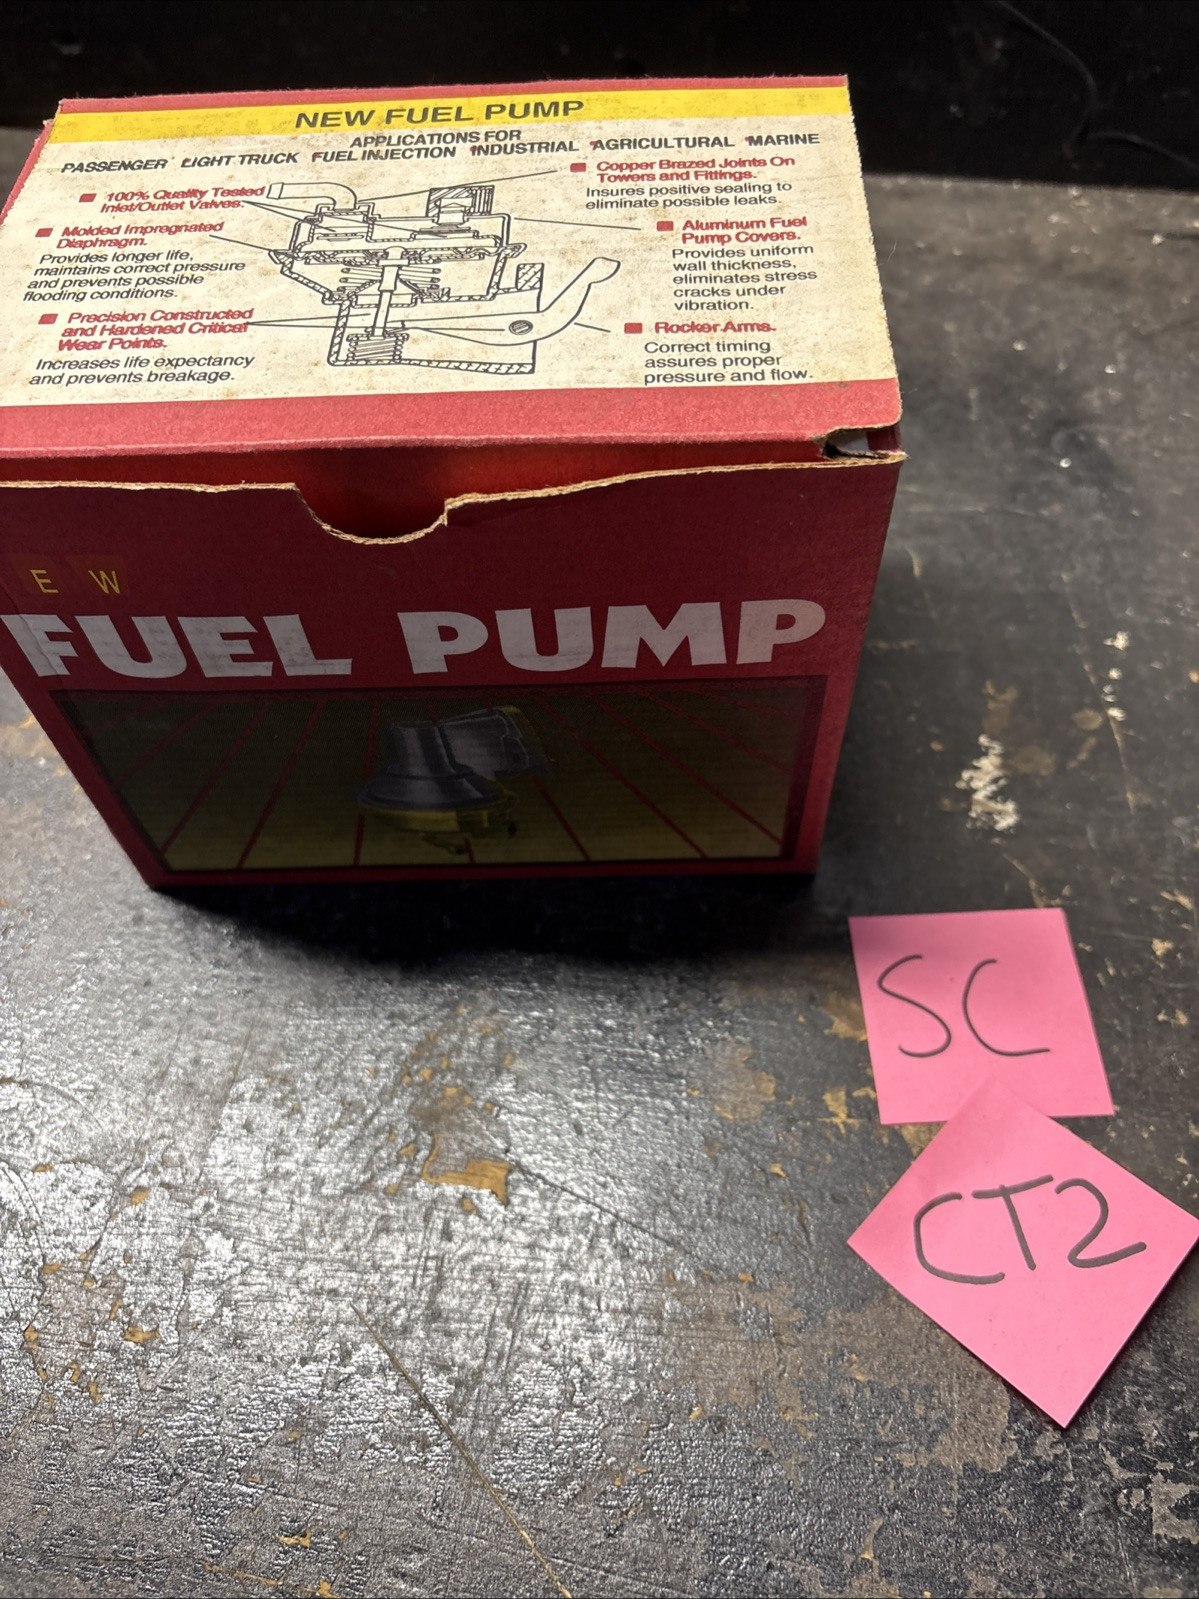 NEW FUEL PUMP
APPLICATIONS FOR
PASSENGER LIGHT TRUCK FUEL INJECTION INDUSTRIAL AGRICULTURAL MARINE
100% Quality Tested
Inlet/Outlet Valves.
Molded Impregnated
Diaphragm.
Provides longer life,
maintains correct pressure
and prevents possible
flooding conditions.
Precision Constructed
and Hardened Critical
Wear Points.
Increases life expectancy
and prevents breakage.
Copper Brazed Joints On
Towers and Fittings.
Insures positive sealing to
eliminate possible leaks.
Aluminum Fuel
Pump Covers.
Provides uniform
wall thickness,
eliminates stress
cracks under
vibration.
Rocker Arms.
Correct timing
assures proper
pressure and flow.
E W
FUEL PUMP
SC
CT2